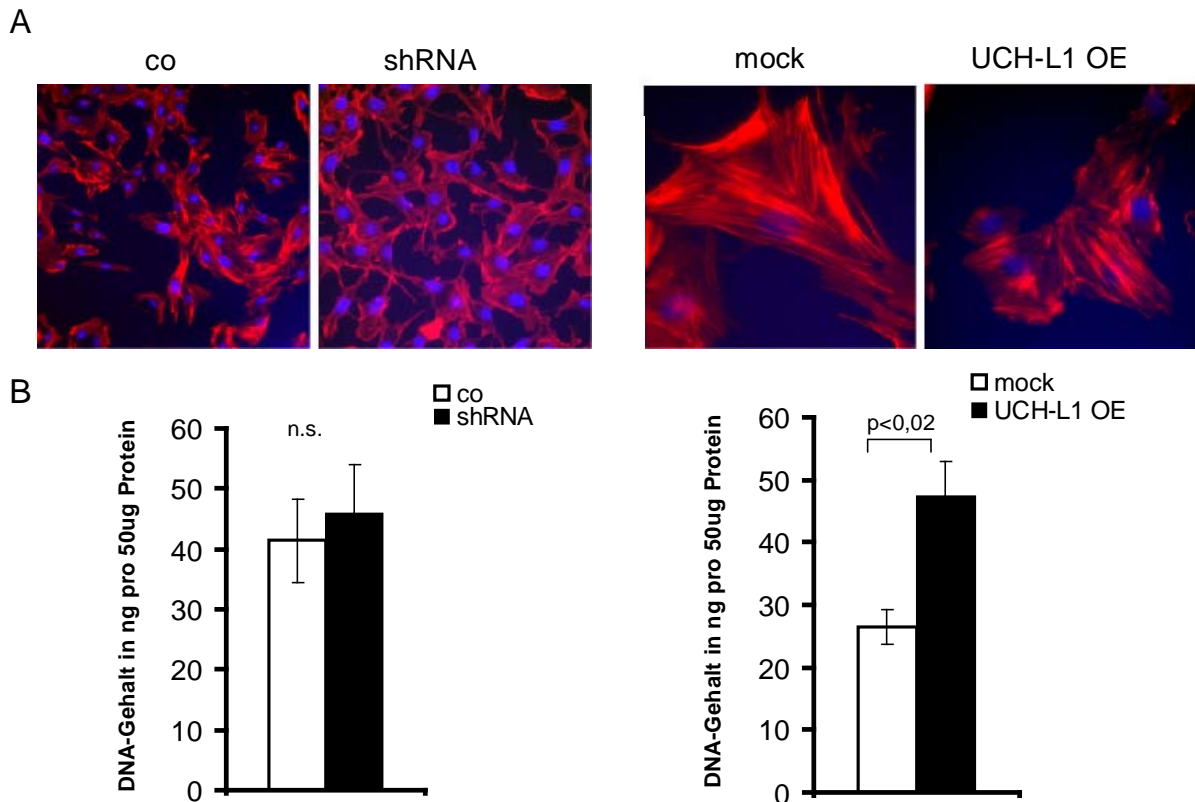 A
co shRNA mock UCH-L1 OE
B
co
shRNA
DNA-Gehalt in ng pro 50ug Protein
60
50
40
30
20
10
0
n.s.
mock
UCH-L1 OE
DNA-Gehalt in ng pro 50ug Protein
60
50
40
30
20
10
0
p<0,02